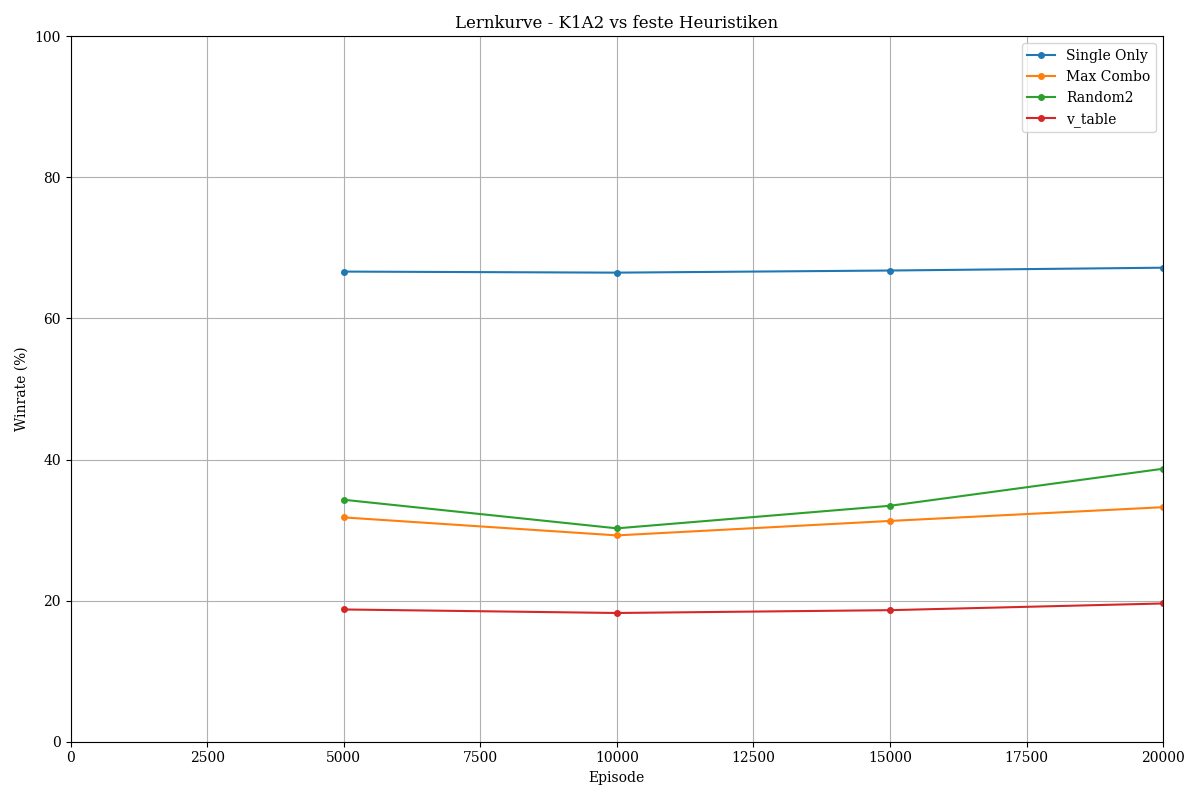 Lernkurve - K1A2 vs feste Heuristiken
Single Only
Max Combo
Random2
v_table
Winrate (%)
100
80
60
40
20
0
0 2500 5000 7500 10000 12500 15000 17500 20000
Episode